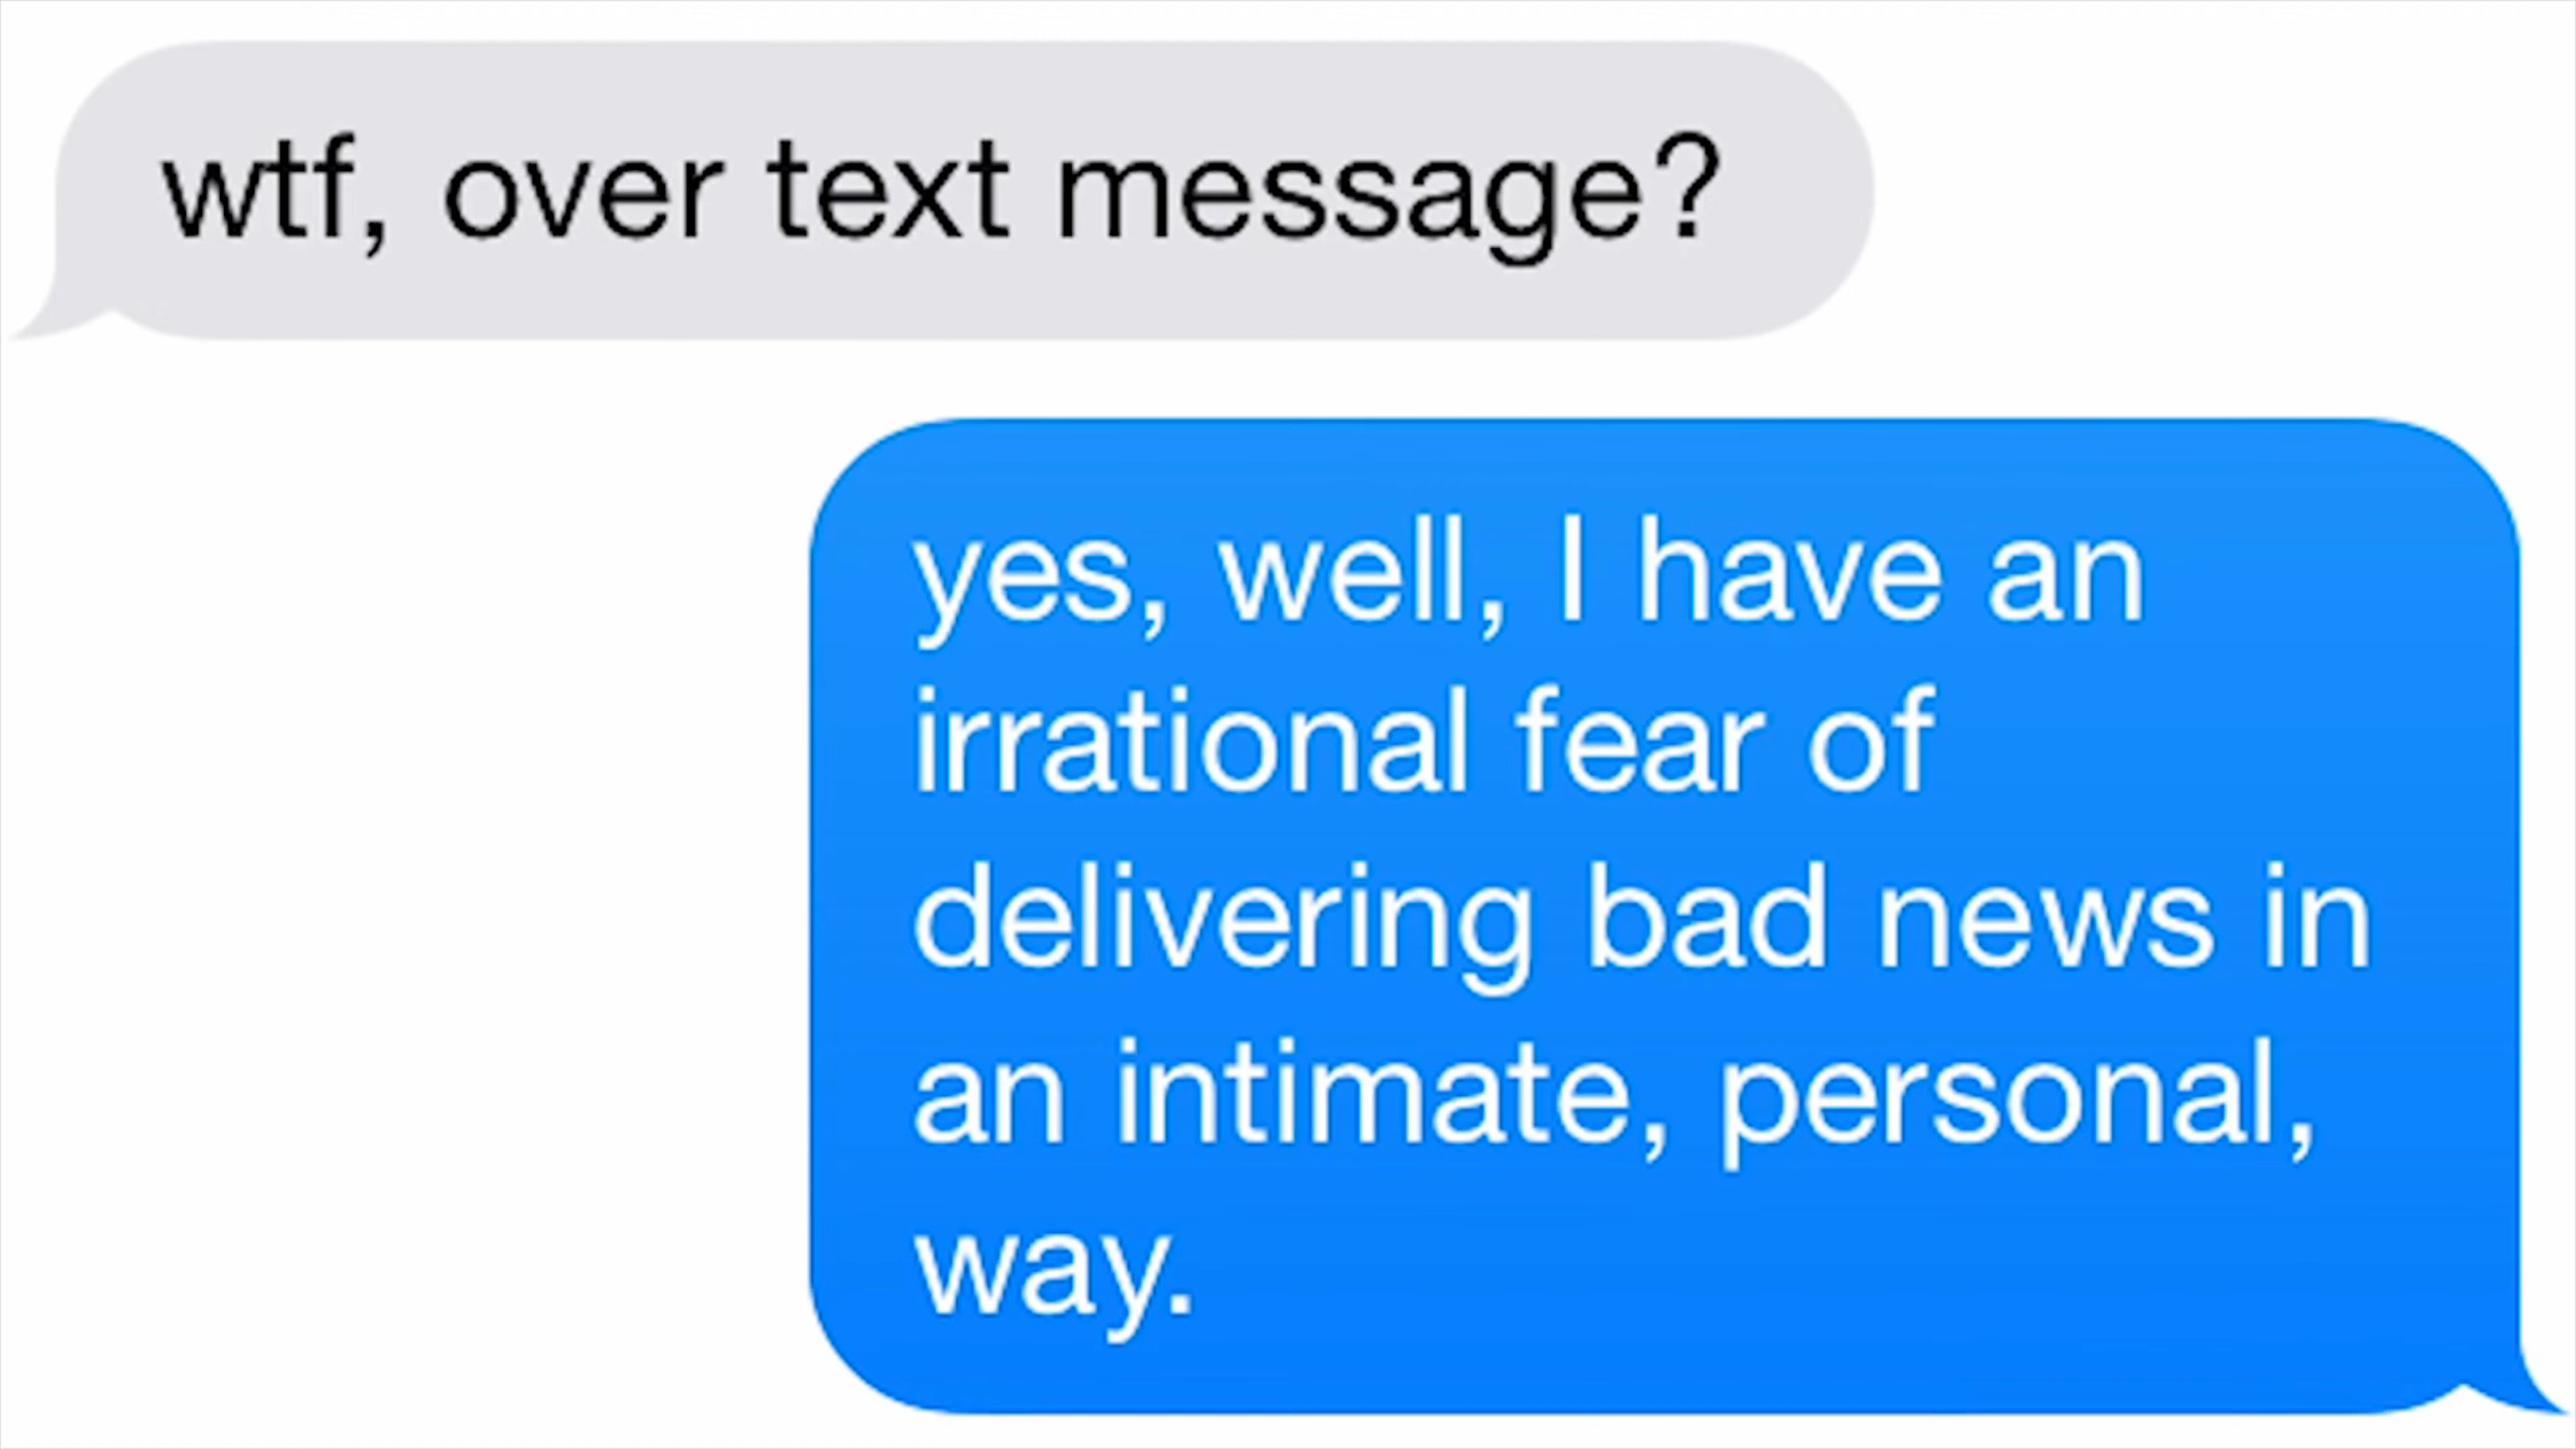 wtf, over text message?
yes, well, I have an
irrational fear of
delivering bad news in
an intimate, personal,
way.